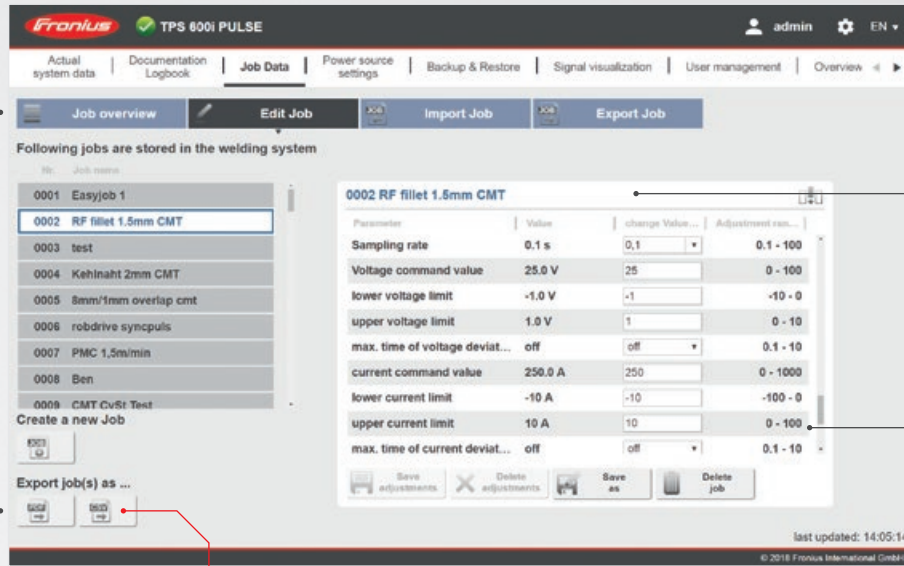 Fronius TPS 600i PULSE admin EN
Actual system data Documentation Logbook Job Data Power source settings Backup & Restore Signal visualization User management Overview
Job overview Edit Job Import Job Export Job
Following jobs are stored in the welding system
Nr. Job name
0001 Easyjob 1
0002 RF fillet 1.5mm CMT
0003 test
0004 Kehlnaht 2mm CMT
0005 8mm/1mm overlap cmt
0006 robdrive syncpuls
0007 PMC 1,5m/min
0008 Ben
0009 CMT CySt Test
Create a new Job
Export job(s) as ...
0002 RF fillet 1.5mm CMT
Parameter Value change Value... Adjustment ran...
Sampling rate 0.1 s 0,1 0.1 - 100
Voltage command value 25.0 V 25 0 - 100
lower voltage limit -1.0 V -1 -10 - 0
upper voltage limit 1.0 V 1 0 - 10
max. time of voltage deviat... off off 0.1 - 10
current command value 250.0 A 250 0 - 1000
lower current limit -10 A -10 -100 - 0
upper current limit 10 A 10 0 - 100
max. time of current deviat... off off 0.1 - 10
Save adjustments Delete adjustments Save as Delete job
last updated: 14:05:14
© 2018 Fronius International GmbH